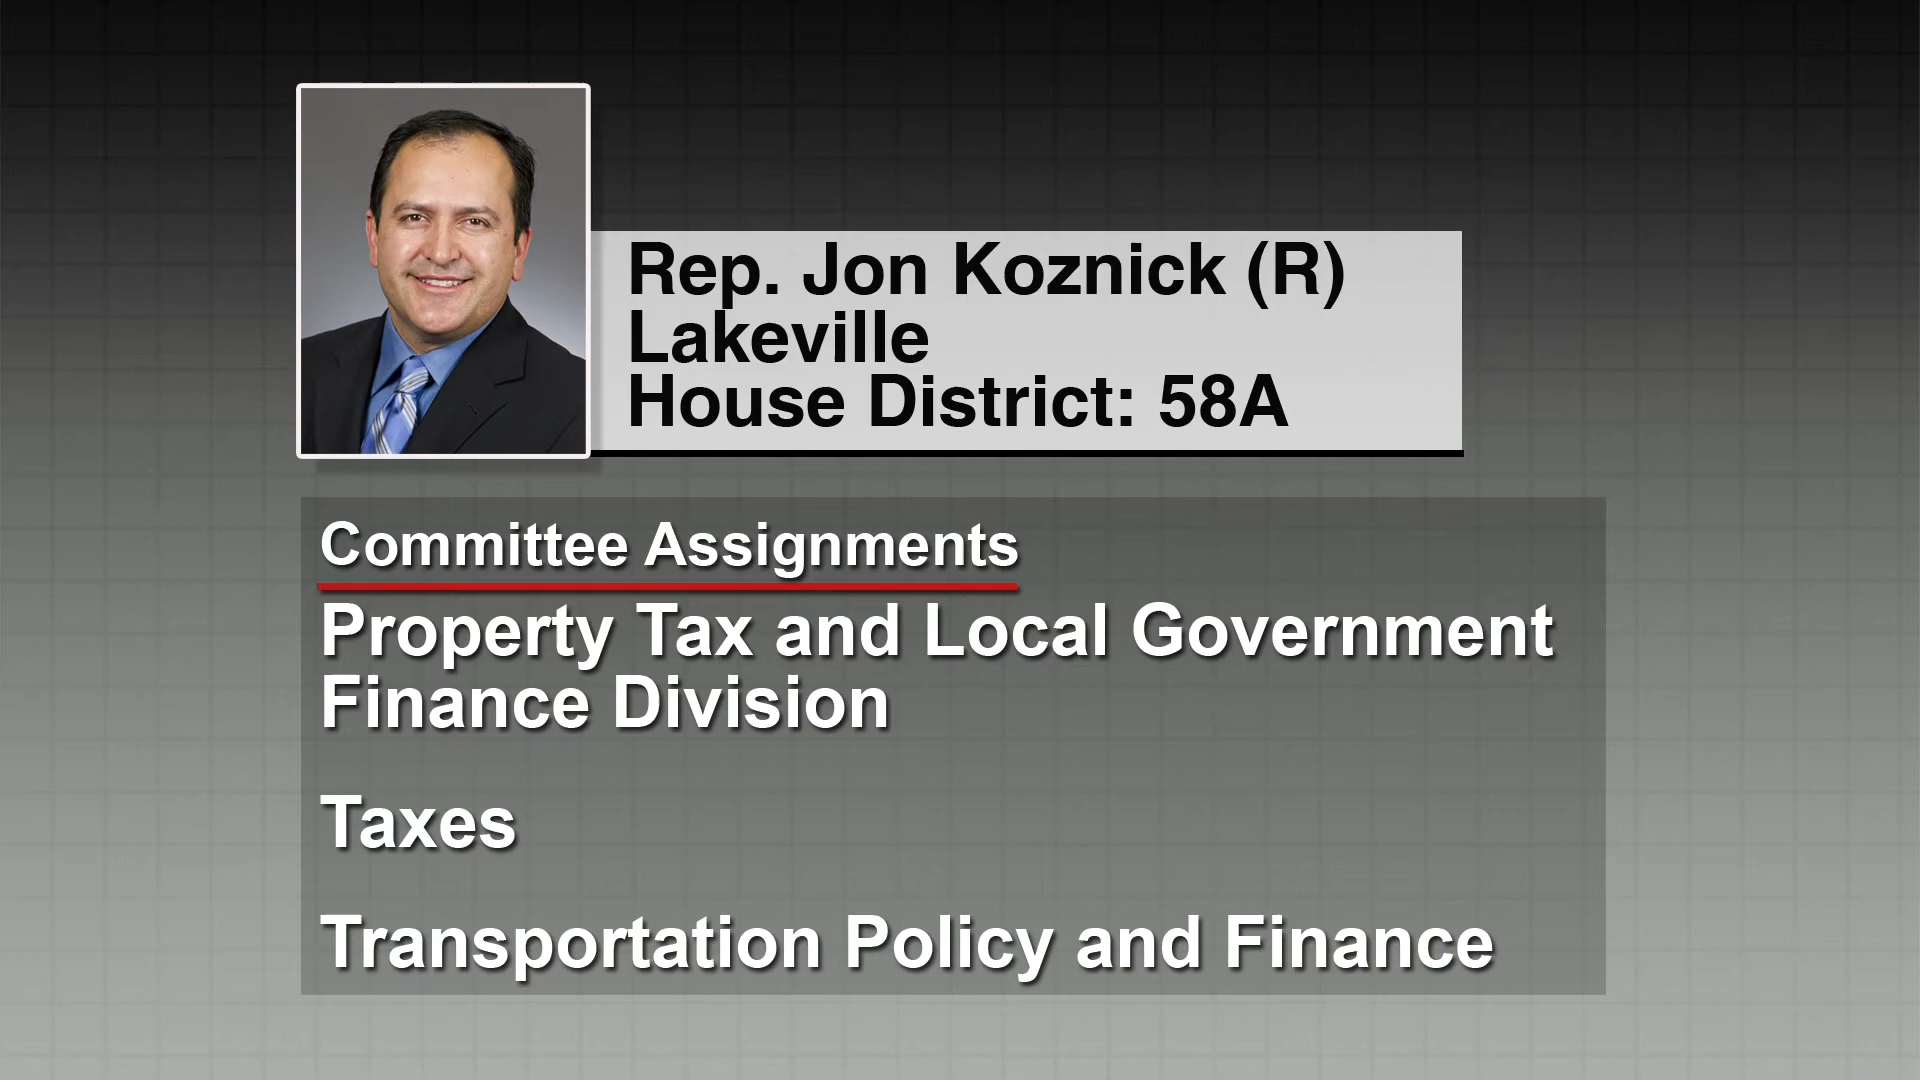 Rep. Jon Koznick (R)
Lakeville
House District: 58A
Committee Assignments
Property Tax and Local Government
Finance Division
Taxes
Transportation Policy and Finance